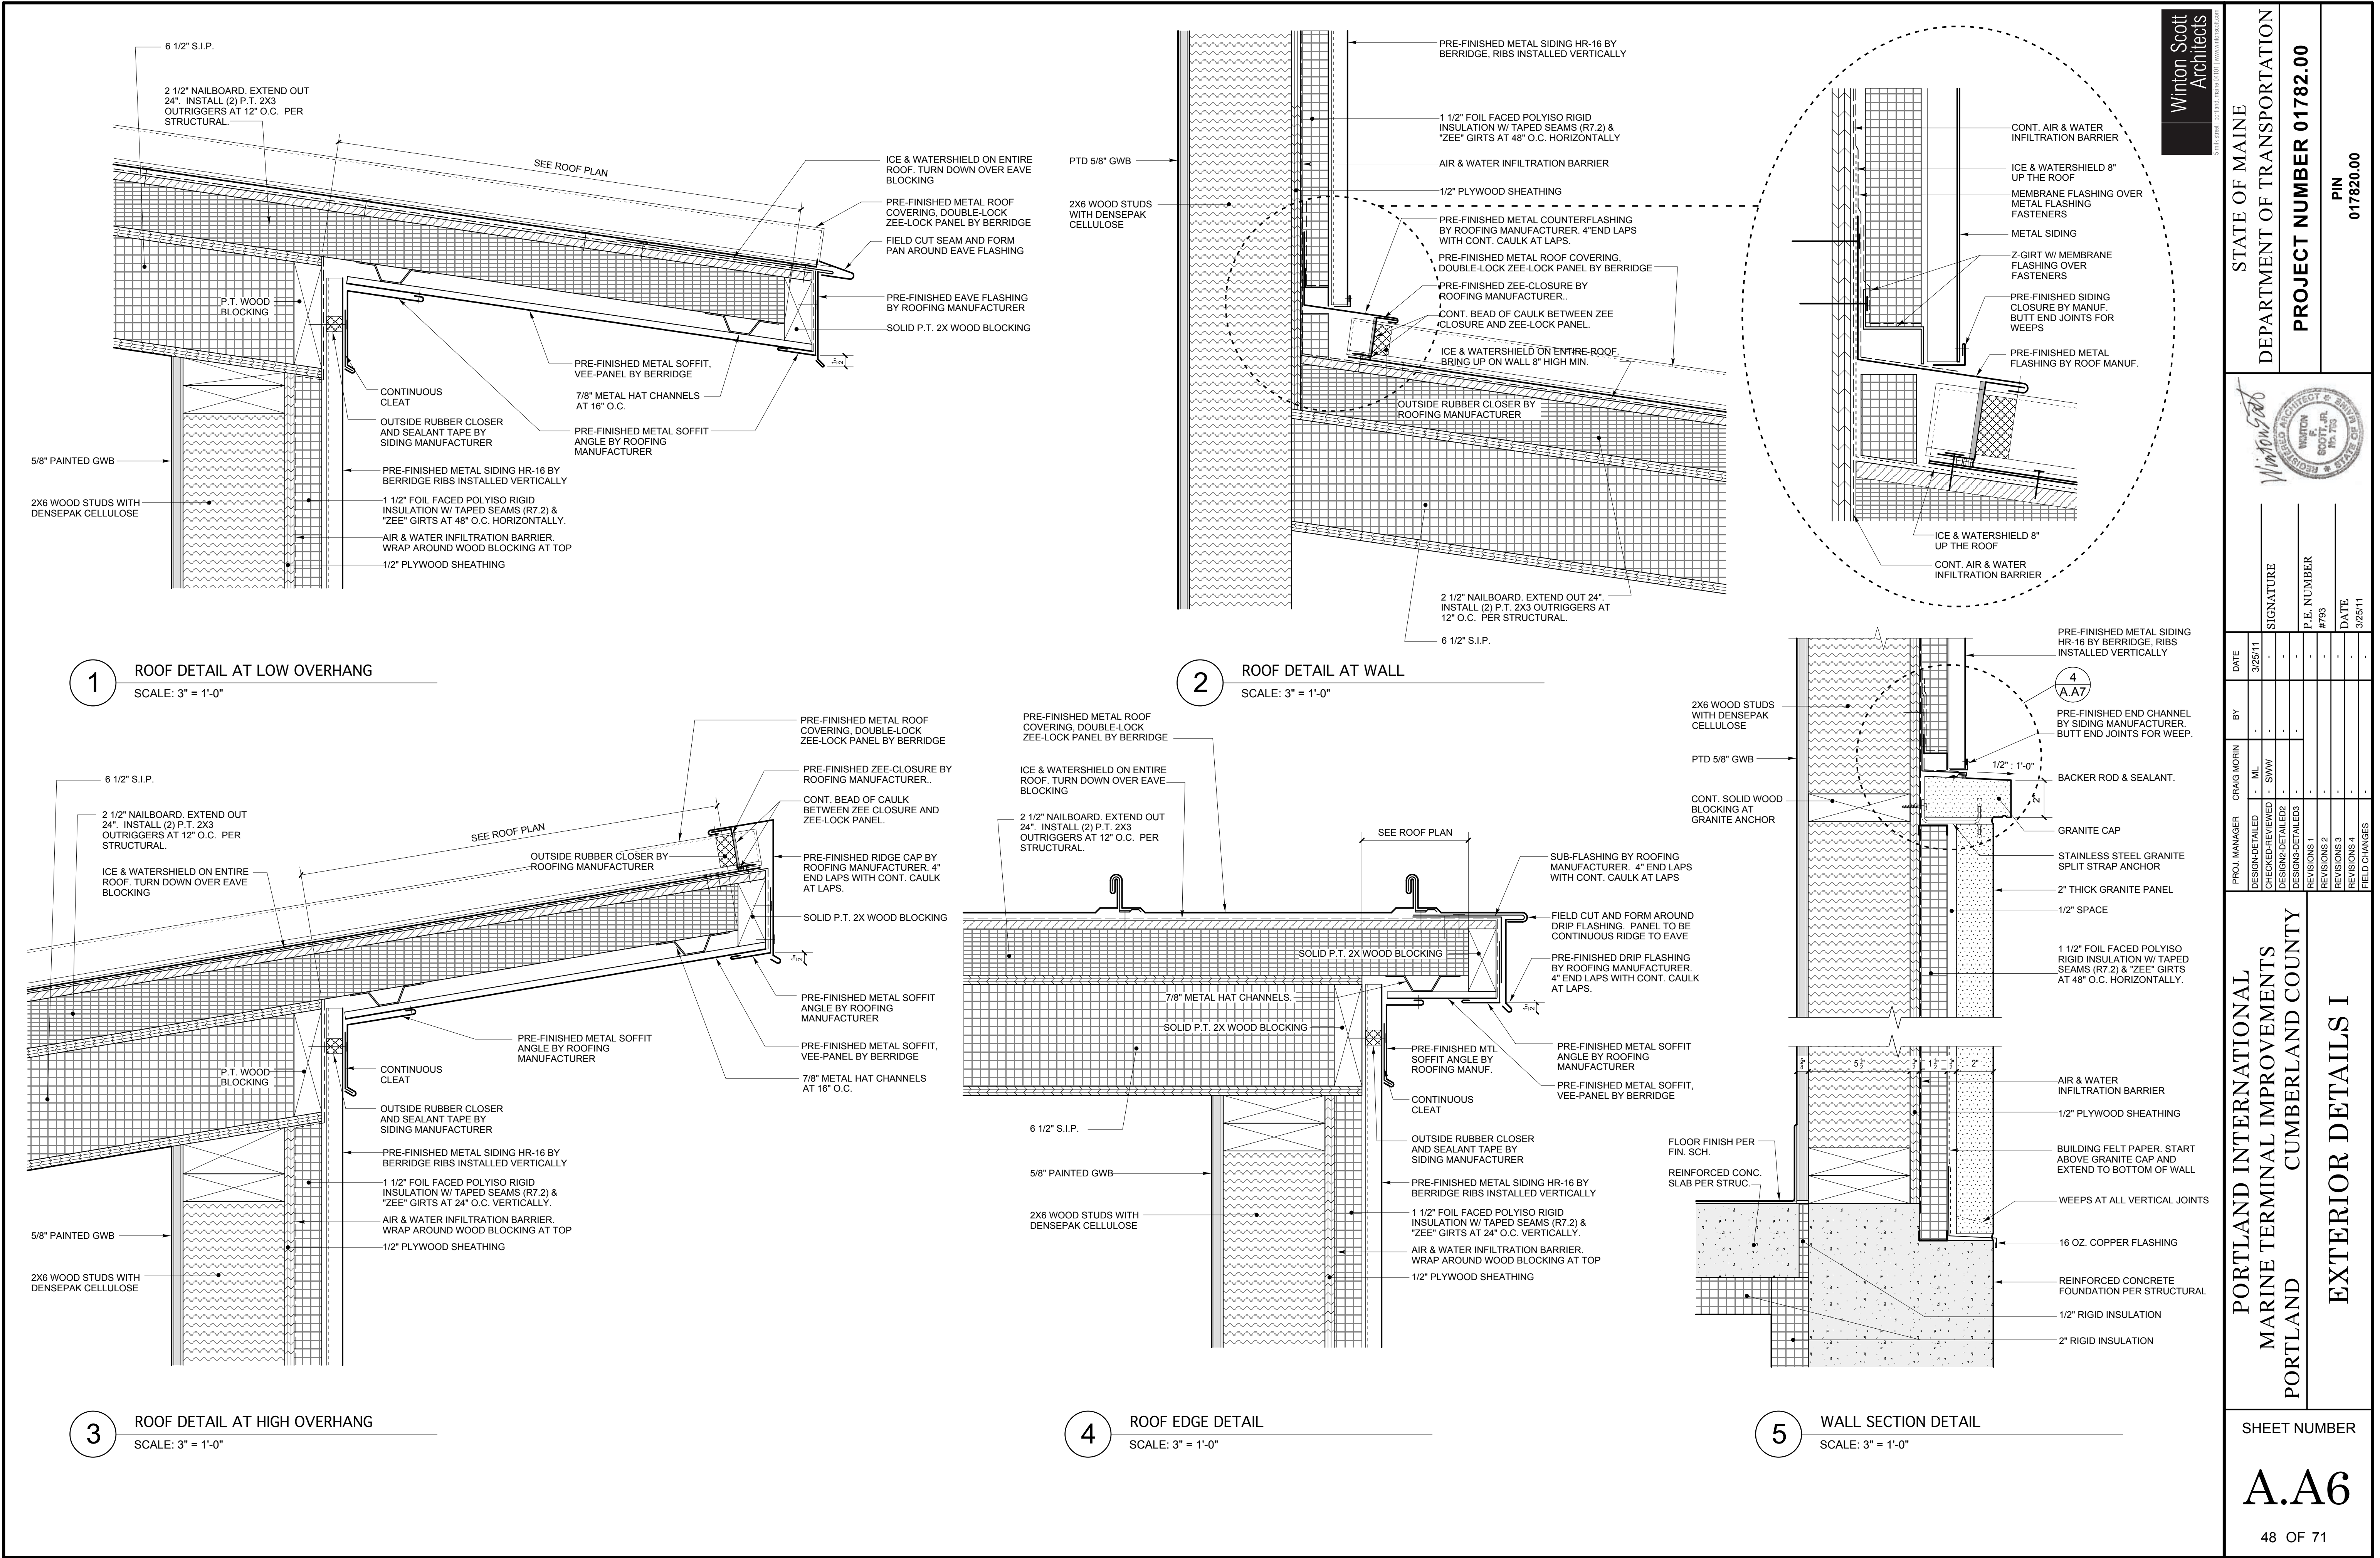 6 1/2" S.I.P.
2 1/2" NAILBOARD. EXTEND OUT
24". INSTALL (2) P.T. 2X3
OUTRIGGERS AT 12" O.C. PER
STRUCTURAL.
SEE ROOF PLAN
ICE & WATERSHIELD ON ENTIRE
ROOF. TURN DOWN OVER EAVE
BLOCKING
PRE-FINISHED METAL ROOF
COVERING, DOUBLE-LOCK
ZEE-LOCK PANEL BY BERRIDGE
FIELD CUT SEAM AND FORM
PAN AROUND EAVE FLASHING
PRE-FINISHED EAVE FLASHING
BY ROOFING MANUFACTURER
SOLID P.T. 2X WOOD BLOCKING
1/2"
P.T. WOOD
BLOCKING
PRE-FINISHED METAL SOFFIT,
VEE-PANEL BY BERRIDGE
7/8" METAL HAT CHANNELS
AT 16" O.C.
PRE-FINISHED METAL SOFFIT
ANGLE BY ROOFING
MANUFACTURER
CONTINUOUS
CLEAT
OUTSIDE RUBBER CLOSER
AND SEALANT TAPE BY
SIDING MANUFACTURER
PRE-FINISHED METAL SIDING HR-16 BY
BERRIDGE RIBS INSTALLED VERTICALLY
1 1/2" FOIL FACED POLYISO RIGID
INSULATION W/ TAPED SEAMS (R7.2) &
"ZEE" GIRTS AT 48" O.C. HORIZONTALLY.
AIR & WATER INFILTRATION BARRIER.
WRAP AROUND WOOD BLOCKING AT TOP
1/2" PLYWOOD SHEATHING
5/8" PAINTED GWB
2X6 WOOD STUDS WITH
DENSEPAK CELLULOSE
1
ROOF DETAIL AT LOW OVERHANG
SCALE: 3" = 1'-0"
PRE-FINISHED METAL SIDING HR-16 BY
BERRIDGE, RIBS INSTALLED VERTICALLY
1 1/2" FOIL FACED POLYISO RIGID
INSULATION W/ TAPED SEAMS (R7.2) &
"ZEE" GIRTS AT 48" O.C. HORIZONTALLY
AIR & WATER INFILTRATION BARRIER
1/2" PLYWOOD SHEATHING
PTD 5/8" GWB
2X6 WOOD STUDS
WITH DENSEPAK
CELLULOSE
PRE-FINISHED METAL COUNTERFLASHING
BY ROOFING MANUFACTURER. 4"END LAPS
WITH CONT. CAULK AT LAPS.
PRE-FINISHED METAL ROOF COVERING,
DOUBLE-LOCK ZEE-LOCK PANEL BY BERRIDGE
PRE-FINISHED ZEE-CLOSURE BY
ROOFING MANUFACTURER..
CONT. BEAD OF CAULK BETWEEN ZEE
CLOSURE AND ZEE-LOCK PANEL.
ICE & WATERSHIELD ON ENTIRE ROOF.
BRING UP ON WALL 8" HIGH MIN.
OUTSIDE RUBBER CLOSER BY
ROOFING MANUFACTURER
2 1/2" NAILBOARD. EXTEND OUT 24".
INSTALL (2) P.T. 2X3 OUTRIGGERS AT
12" O.C. PER STRUCTURAL.
6 1/2" S.I.P.
2
ROOF DETAIL AT WALL
SCALE: 3" = 1'-0"
CONT. AIR & WATER
INFILTRATION BARRIER
ICE & WATERSHIELD 8"
UP THE ROOF
MEMBRANE FLASHING OVER
METAL FLASHING
FASTENERS
METAL SIDING
Z-GIRT W/ MEMBRANE
FLASHING OVER
FASTENERS
PRE-FINISHED SIDING
CLOSURE BY MANUF.
BUTT END JOINTS FOR
WEEPS
PRE-FINISHED METAL
FLASHING BY ROOF MANUF.
ICE & WATERSHIELD 8"
UP THE ROOF
CONT. AIR & WATER
INFILTRATION BARRIER
6 1/2" S.I.P.
2 1/2" NAILBOARD. EXTEND OUT
24". INSTALL (2) P.T. 2X3
OUTRIGGERS AT 12" O.C. PER
STRUCTURAL.
ICE & WATERSHIELD ON ENTIRE
ROOF. TURN DOWN OVER EAVE
BLOCKING
SEE ROOF PLAN
PRE-FINISHED METAL ROOF
COVERING, DOUBLE-LOCK
ZEE-LOCK PANEL BY BERRIDGE
PRE-FINISHED ZEE-CLOSURE BY
ROOFING MANUFACTURER..
CONT. BEAD OF CAULK
BETWEEN ZEE CLOSURE AND
ZEE-LOCK PANEL.
OUTSIDE RUBBER CLOSER BY
ROOFING MANUFACTURER
PRE-FINISHED RIDGE CAP BY
ROOFING MANUFACTURER. 4"
END LAPS WITH CONT. CAULK
AT LAPS.
SOLID P.T. 2X WOOD BLOCKING
1/2"
PRE-FINISHED METAL SOFFIT
ANGLE BY ROOFING
MANUFACTURER
PRE-FINISHED METAL SOFFIT,
VEE-PANEL BY BERRIDGE
7/8" METAL HAT CHANNELS
AT 16" O.C.
PRE-FINISHED METAL SOFFIT
ANGLE BY ROOFING
MANUFACTURER
P.T. WOOD
BLOCKING
CONTINUOUS
CLEAT
OUTSIDE RUBBER CLOSER
AND SEALANT TAPE BY
SIDING MANUFACTURER
PRE-FINISHED METAL SIDING HR-16 BY
BERRIDGE RIBS INSTALLED VERTICALLY
1 1/2" FOIL FACED POLYISO RIGID
INSULATION W/ TAPED SEAMS (R7.2) &
"ZEE" GIRTS AT 24" O.C. VERTICALLY.
AIR & WATER INFILTRATION BARRIER.
WRAP AROUND WOOD BLOCKING AT TOP
1/2" PLYWOOD SHEATHING
5/8" PAINTED GWB
2X6 WOOD STUDS WITH
DENSEPAK CELLULOSE
3
ROOF DETAIL AT HIGH OVERHANG
SCALE: 3" = 1'-0"
PRE-FINISHED METAL ROOF
COVERING, DOUBLE-LOCK
ZEE-LOCK PANEL BY BERRIDGE
ICE & WATERSHIELD ON ENTIRE
ROOF. TURN DOWN OVER EAVE
BLOCKING
2 1/2" NAILBOARD. EXTEND OUT
24". INSTALL (2) P.T. 2X3
OUTRIGGERS AT 12" O.C. PER
STRUCTURAL.
SEE ROOF PLAN
SUB-FLASHING BY ROOFING
MANUFACTURER. 4" END LAPS
WITH CONT. CAULK AT LAPS
FIELD CUT AND FORM AROUND
DRIP FLASHING. PANEL TO BE
CONTINUOUS RIDGE TO EAVE
SOLID P.T. 2X WOOD BLOCKING
PRE-FINISHED DRIP FLASHING
BY ROOFING MANUFACTURER.
4" END LAPS WITH CONT. CAULK
AT LAPS.
1/2"
7/8" METAL HAT CHANNELS.
SOLID P.T. 2X WOOD BLOCKING
PRE-FINISHED MTL
SOFFIT ANGLE BY
ROOFING MANUF.
PRE-FINISHED METAL SOFFIT
ANGLE BY ROOFING
MANUFACTURER
PRE-FINISHED METAL SOFFIT,
VEE-PANEL BY BERRIDGE
CONTINUOUS
CLEAT
6 1/2" S.I.P.
OUTSIDE RUBBER CLOSER
AND SEALANT TAPE BY
SIDING MANUFACTURER
5/8" PAINTED GWB
PRE-FINISHED METAL SIDING HR-16 BY
BERRIDGE RIBS INSTALLED VERTICALLY
2X6 WOOD STUDS WITH
DENSEPAK CELLULOSE
1 1/2" FOIL FACED POLYISO RIGID
INSULATION W/ TAPED SEAMS (R7.2) &
"ZEE" GIRTS AT 24" O.C. VERTICALLY.
AIR & WATER INFILTRATION BARRIER.
WRAP AROUND WOOD BLOCKING AT TOP
1/2" PLYWOOD SHEATHING
4
ROOF EDGE DETAIL
SCALE: 3" = 1'-0"
PRE-FINISHED METAL SIDING
HR-16 BY BERRIDGE, RIBS
INSTALLED VERTICALLY
4
A.A7
2X6 WOOD STUDS
WITH DENSEPAK
CELLULOSE
PRE-FINISHED END CHANNEL
BY SIDING MANUFACTURER.
BUTT END JOINTS FOR WEEP.
PTD 5/8" GWB
1/2" : 1'-0"
BACKER ROD & SEALANT.
2"
CONT. SOLID WOOD
BLOCKING AT
GRANITE ANCHOR
GRANITE CAP
STAINLESS STEEL GRANITE
SPLIT STRAP ANCHOR
2" THICK GRANITE PANEL
1/2" SPACE
1 1/2" FOIL FACED POLYISO
RIGID INSULATION W/ TAPED
SEAMS (R7.2) & "ZEE" GIRTS
AT 48" O.C. HORIZONTALLY.
5 1/2" 1 1/2" 2"
AIR & WATER
INFILTRATION BARRIER
1/2" PLYWOOD SHEATHING
FLOOR FINISH PER
FIN. SCH.
REINFORCED CONC.
SLAB PER STRUC.
BUILDING FELT PAPER. START
ABOVE GRANITE CAP AND
EXTEND TO BOTTOM OF WALL
WEEPS AT ALL VERTICAL JOINTS
16 OZ. COPPER FLASHING
REINFORCED CONCRETE
FOUNDATION PER STRUCTURAL
1/2" RIGID INSULATION
2" RIGID INSULATION
5
WALL SECTION DETAIL
SCALE: 3" = 1'-0"
Winton Scott
Architects
5 milk street | portland, maine 04101 | www.wintonscott.com
STATE OF MAINE
DEPARTMENT OF TRANSPORTATION
PROJECT NUMBER 01782.00
PIN
017820.00
Winton Scott
REGISTERED ARCHITECT
WINTON
F.
SCOTT, JR.
STATE OF
SIGNATURE
P.E. NUMBER
#793
DATE
3/25/11
PROJ. MANAGER CRAIG MORIN BY DATE
DESIGN-DETAILED - ML - 3/25/11
CHECKED-REVIEWED - SWW - -
DESIGN2-DETAILED2 - - -
DESIGN3-DETAILED3 - - -
REVISIONS 1 - -
REVISIONS 2 - -
REVISIONS 3 - -
REVISIONS 4 - -
FIELD CHANGES - -
PORTLAND INTERNATIONAL
MARINE TERMINAL IMPROVEMENTS
PORTLAND CUMBERLAND COUNTY
EXTERIOR DETAILS I
SHEET NUMBER
A.A6
48 OF 71